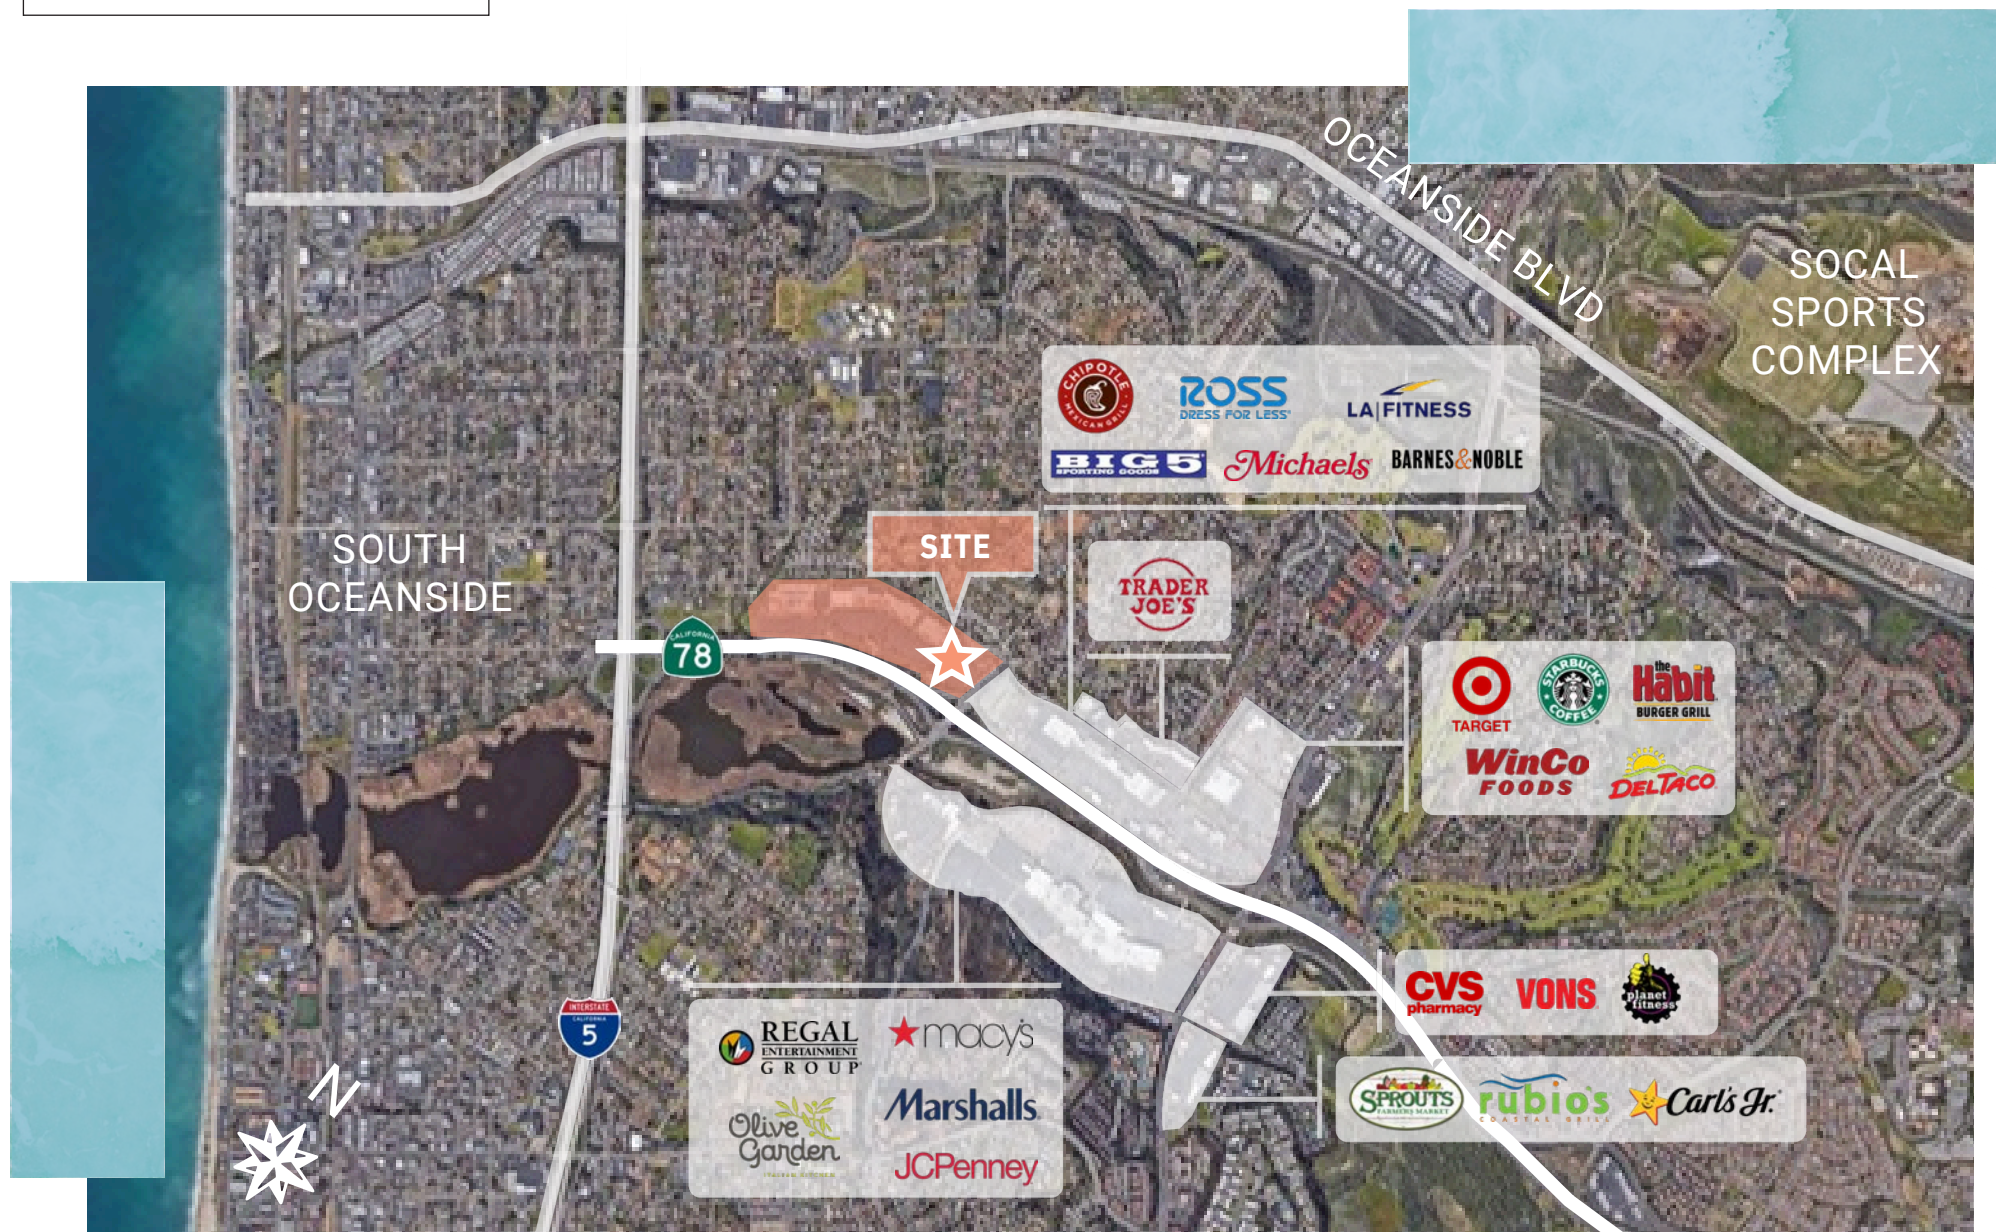 OCEANSIDE BLVD
SOCAL
SPORTS
COMPLEX
CHIPOTLE
MEXICAN GRILL
ROSS
DRESS FOR LESS
LA|FITNESS
BIG 5
SPORTING GOODS
Michaels
BARNES&NOBLE
SITE
SOUTH
OCEANSIDE
TRADER
JOE'S
CALIFORNIA
78
TARGET
STARBUCKS
COFFEE
the
Habit
BURGER GRILL
WinCo
FOODS
DEL TACO
CVS
pharmacy
VONS
planet
fitness
INTERSTATE
CALIFORNIA
5
REGAL
ENTERTAINMENT
GROUP
macy's
Olive
Garden
Marshalls
JCPenney
SPROUTS
FARMERS MARKET
rubio's
COASTAL GRILL
Carl's Jr.
N